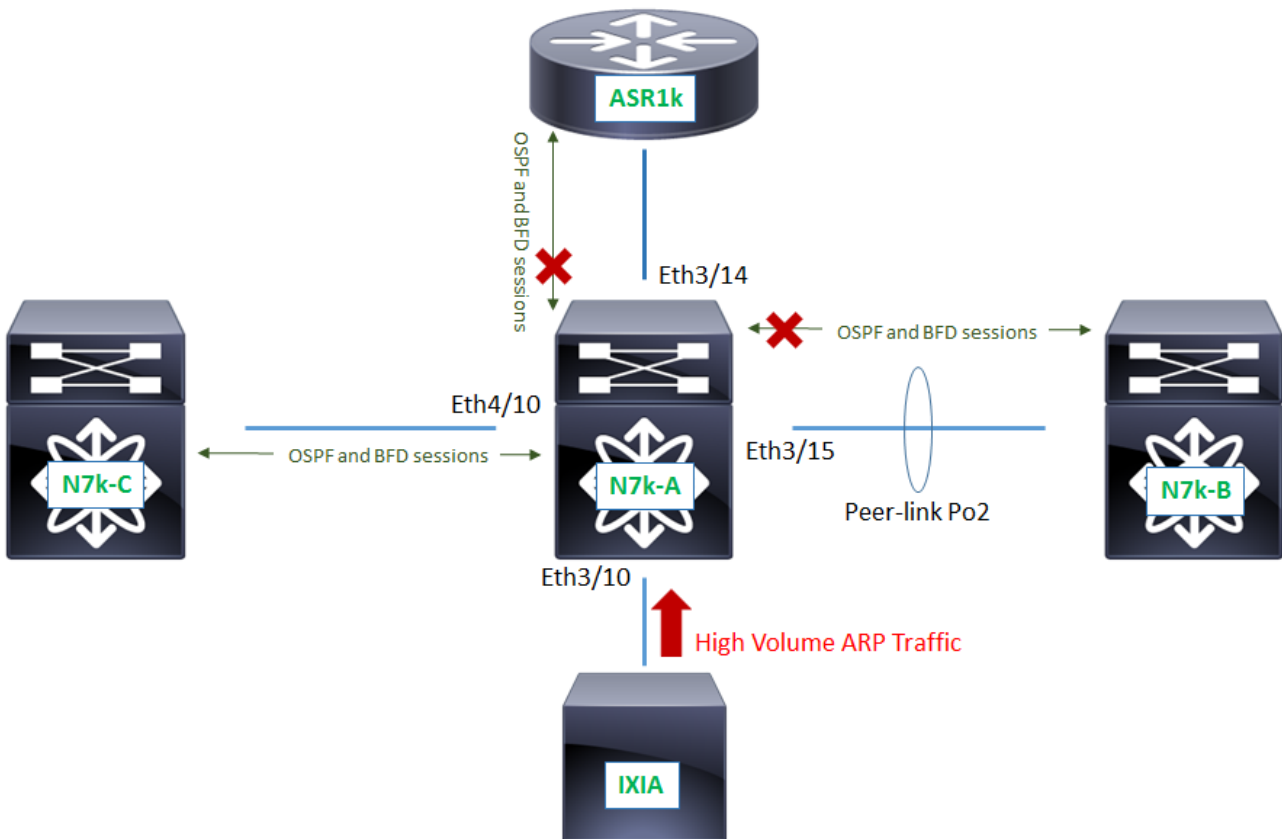 ASR1k
OSPF and BFD sessions
Eth3/14
OSPF and BFD sessions
Eth4/10
OSPF and BFD sessions
Eth3/15
N7k-C
N7k-A
N7k-B
Peer-link Po2
Eth3/10
High Volume ARP Traffic
IXIA